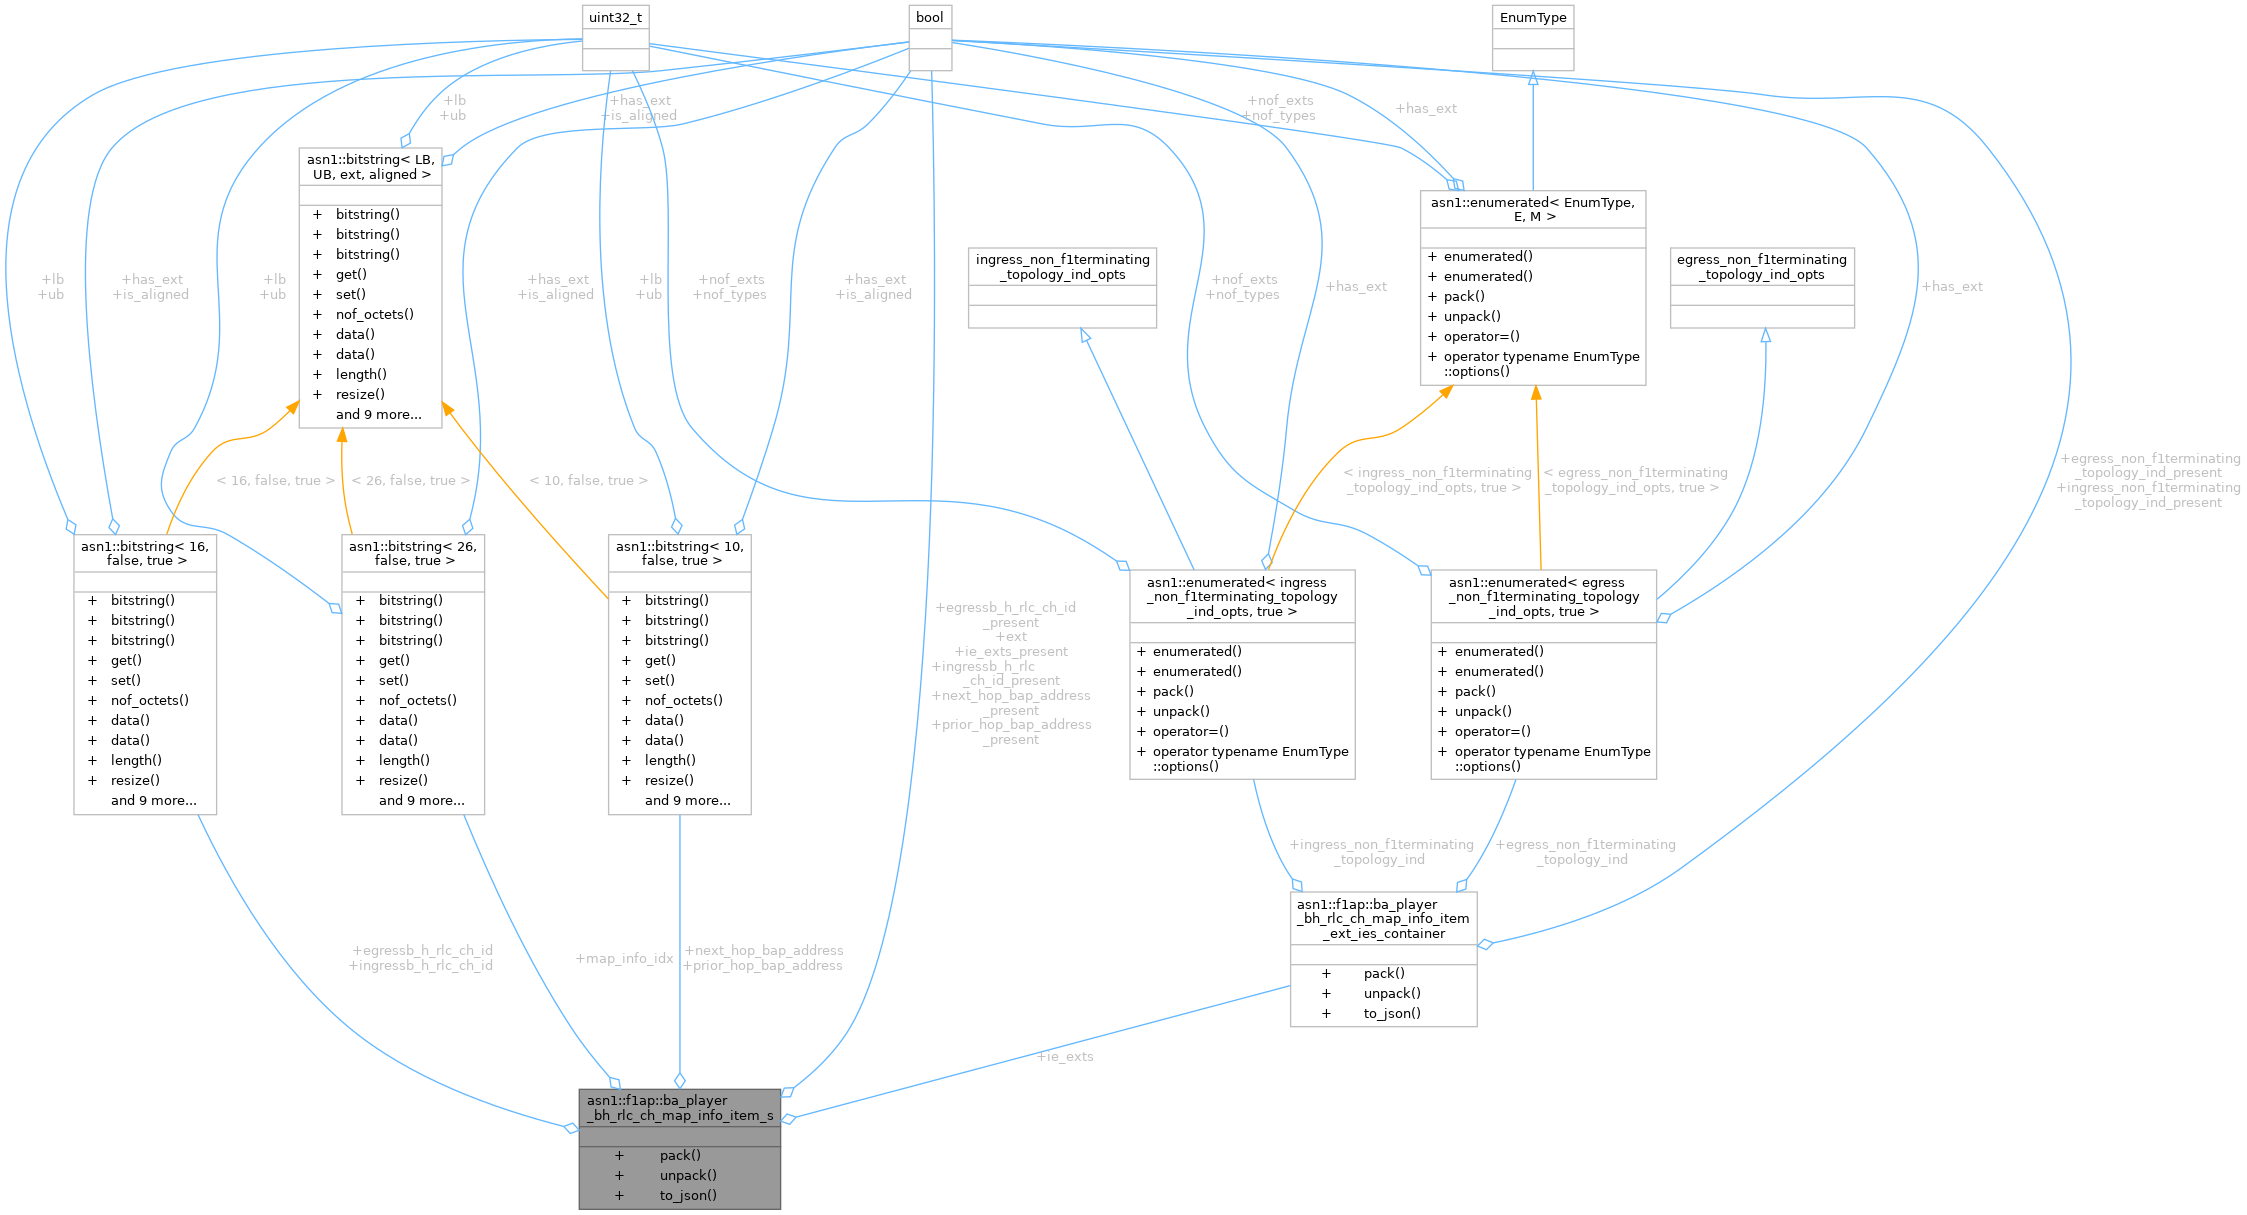 uint32_t
bool
EnumType
+lb
+ub
+has_ext
+is_aligned
+nof_exts
+nof_types
+has_ext
asn1::bitstring< LB,
UB, ext, aligned >
+ bitstring()
+ bitstring()
+ bitstring()
+ get()
+ set()
+ nof_octets()
+ data()
+ data()
+ length()
+ resize()
and 9 more...
asn1::enumerated< EnumType,
E, M >
+ enumerated()
+ enumerated()
+ pack()
+ unpack()
+ operator=()
+ operator typename EnumType
::options()
ingress_non_f1terminating
_topology_ind_opts
egress_non_f1terminating
_topology_ind_opts
+lb
+ub
+has_ext
+is_aligned
+lb
+ub
+has_ext
+is_aligned
+lb
+ub
+nof_exts
+nof_types
+has_ext
+is_aligned
+nof_exts
+nof_types
+has_ext
+has_ext
< 16, false, true >
< 26, false, true >
< 10, false, true >
< ingress_non_f1terminating
_topology_ind_opts, true >
< egress_non_f1terminating
_topology_ind_opts, true >
+egress_non_f1terminating
_topology_ind_present
+ingress_non_f1terminating
_topology_ind_present
asn1::bitstring< 16,
false, true >
+ bitstring()
+ bitstring()
+ bitstring()
+ get()
+ set()
+ nof_octets()
+ data()
+ data()
+ length()
+ resize()
and 9 more...
asn1::bitstring< 26,
false, true >
+ bitstring()
+ bitstring()
+ bitstring()
+ get()
+ set()
+ nof_octets()
+ data()
+ data()
+ length()
+ resize()
and 9 more...
asn1::bitstring< 10,
false, true >
+ bitstring()
+ bitstring()
+ bitstring()
+ get()
+ set()
+ nof_octets()
+ data()
+ data()
+ length()
+ resize()
and 9 more...
+egressb_h_rlc_ch_id
_present
+ext
+ie_exts_present
+ingressb_h_rlc
_ch_id_present
+next_hop_bap_address
_present
+prior_hop_bap_address
_present
asn1::enumerated< ingress
_non_f1terminating_topology
_ind_opts, true >
+ enumerated()
+ enumerated()
+ pack()
+ unpack()
+ operator=()
+ operator typename EnumType
::options()
asn1::enumerated< egress
_non_f1terminating_topology
_ind_opts, true >
+ enumerated()
+ enumerated()
+ pack()
+ unpack()
+ operator=()
+ operator typename EnumType
::options()
+ingress_non_f1terminating
_topology_ind
+egress_non_f1terminating
_topology_ind
asn1::f1ap::ba_player
_bh_rlc_ch_map_info_item
_ext_ies_container
+ pack()
+ unpack()
+ to_json()
+egressb_h_rlc_ch_id
+ingressb_h_rlc_ch_id
+map_info_idx
+next_hop_bap_address
+prior_hop_bap_address
+ie_exts
asn1::f1ap::ba_player
_bh_rlc_ch_map_info_item_s
+ pack()
+ unpack()
+ to_json()